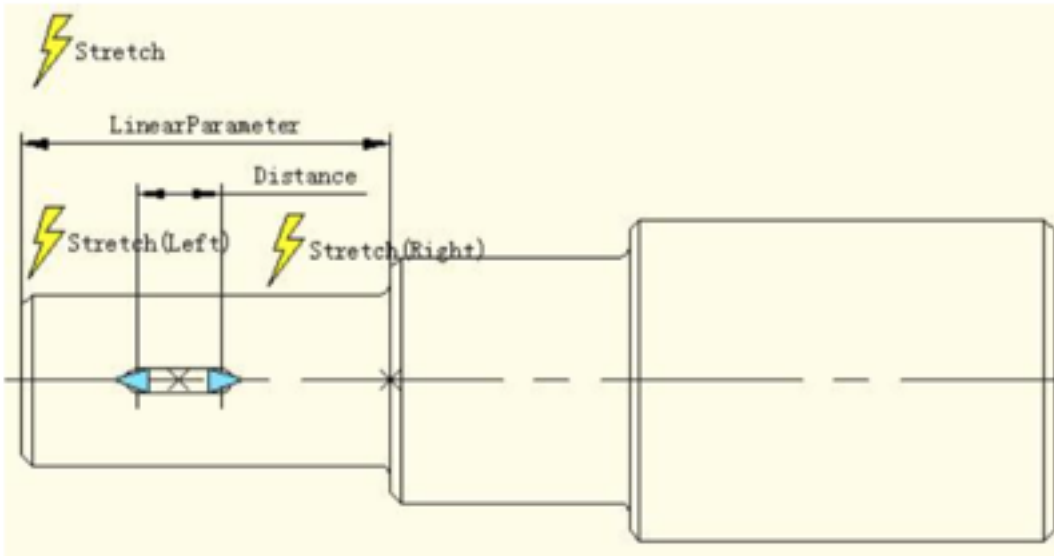 Stretch
LinearParameter
Distance
Stretch(Left)
Stretch(Right)